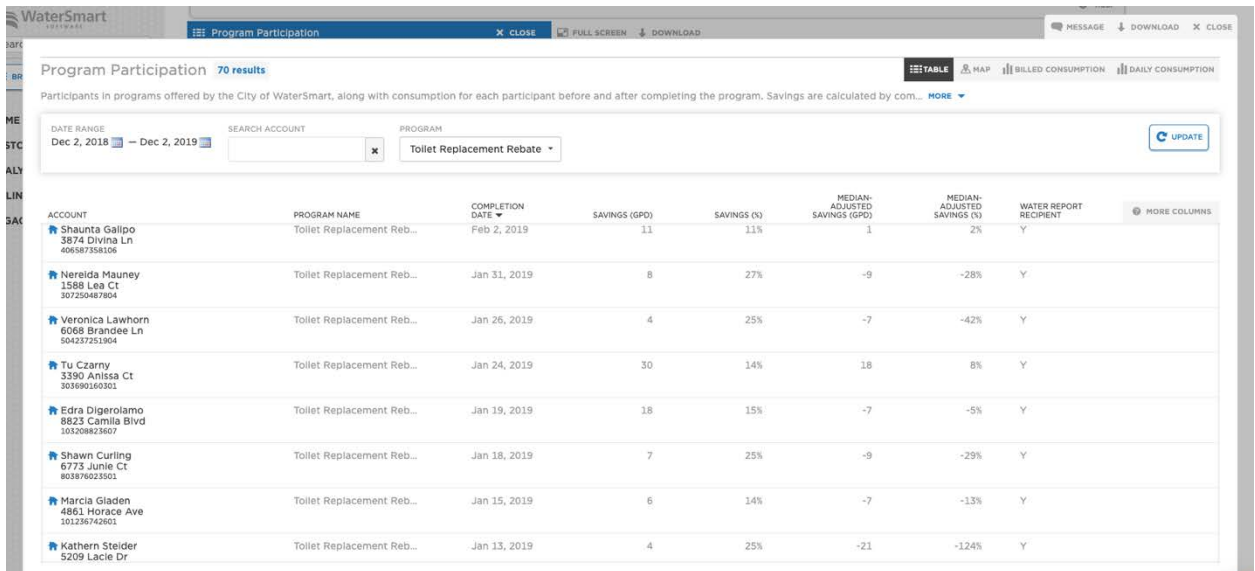 WaterSmart
SOFTWARE
Program Participation
X CLOSE
FULL SCREEN
DOWNLOAD
MESSAGE
DOWNLOAD
X CLOSE
Program Participation 70 results
TABLE
MAP
BILLED CONSUMPTION
DAILY CONSUMPTION
Participants in programs offered by the City of WaterSmart, along with consumption for each participant before and after completing the program. Savings are calculated by com... MORE
DATE RANGE
Dec 2, 2018 — Dec 2, 2019
SEARCH ACCOUNT
PROGRAM
Toilet Replacement Rebate
UPDATE
ACCOUNT
PROGRAM NAME
COMPLETION
DATE
SAVINGS (GPD)
SAVINGS (%)
MEDIAN-
ADJUSTED
SAVINGS (GPD)
MEDIAN-
ADJUSTED
SAVINGS (%)
WATER REPORT
RECIPIENT
MORE COLUMNS
Shaunta Galipo Toilet Replacement Reb... Feb 2, 2019 11 11% 1 2% Y
3874 Divina Ln
406587358106
Nereida Mauney Toilet Replacement Reb... Jan 31, 2019 8 27% -9 -28% Y
1588 Lea Ct
307250487804
Veronica Lawhorn Toilet Replacement Reb... Jan 26, 2019 4 25% -7 -42% Y
6068 Brandee Ln
504237251904
Tu Czarny Toilet Replacement Reb... Jan 24, 2019 30 14% 18 8% Y
3390 Anissa Ct
303690160301
Edra Digerolamo Toilet Replacement Reb... Jan 19, 2019 18 15% -7 -5% Y
8823 Camila Blvd
103208823607
Shawn Curling Toilet Replacement Reb... Jan 18, 2019 7 25% -9 -29% Y
6773 Junie Ct
803876023501
Marcia Gladen Toilet Replacement Reb... Jan 15, 2019 6 14% -7 -13% Y
4861 Horace Ave
101236742601
Kathern Steider Toilet Replacement Reb... Jan 13, 2019 4 25% -21 -124% Y
5209 Lacie Dr